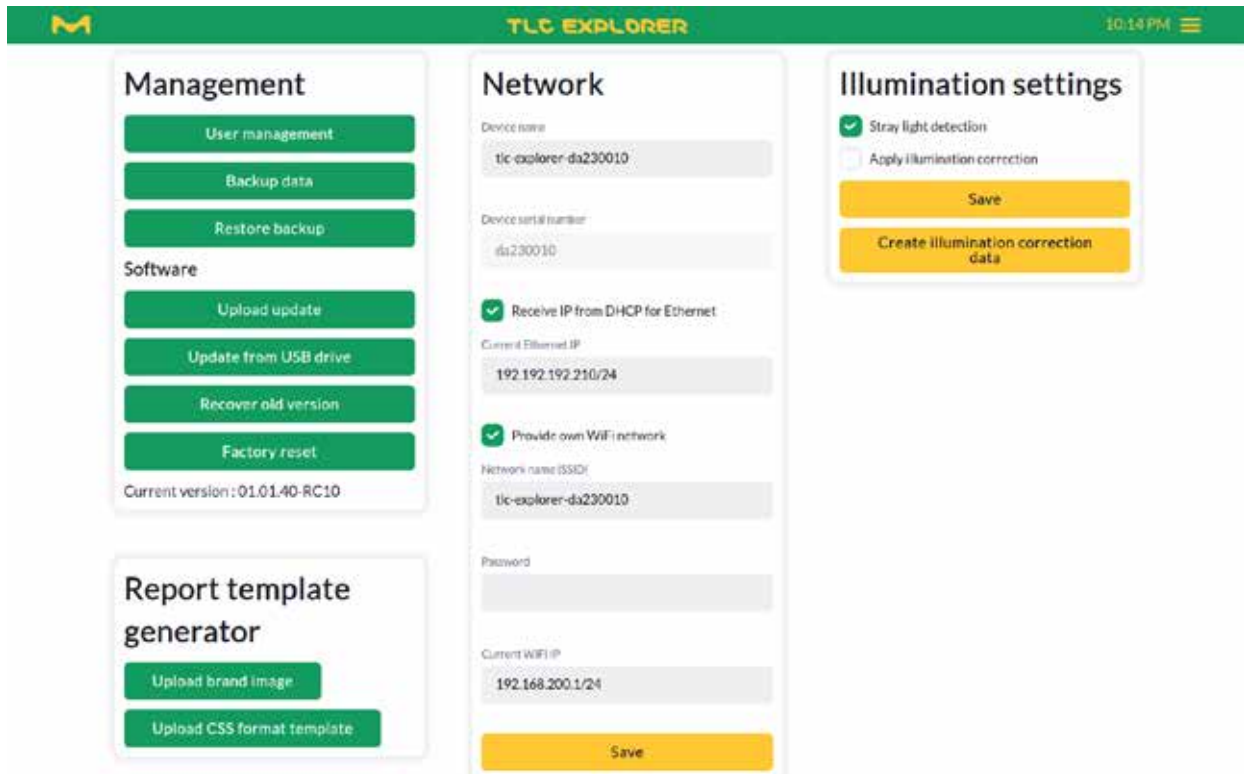 TLC EXPLORER
10:14 PM
Management
User management
Backup data
Restore backup
Software
Upload update
Update from USB drive
Recover old version
Factory reset
Current version : 01.01.40-RC10
Report template
generator
Upload brand image
Upload CSS format template
Network
Device name
tlc-explorer-da230010
Device serial number
da230010
Receive IP from DHCP for Ethernet
Current Ethernet IP
192.192.192.210/24
Provide own WiFi network
Network name (SSID)
tlc-explorer-da230010
Password
Current WIFI IP
192.168.200.1/24
Save
Illumination settings
Stray light detection
Apply illumination correction
Save
Create illumination correction
data